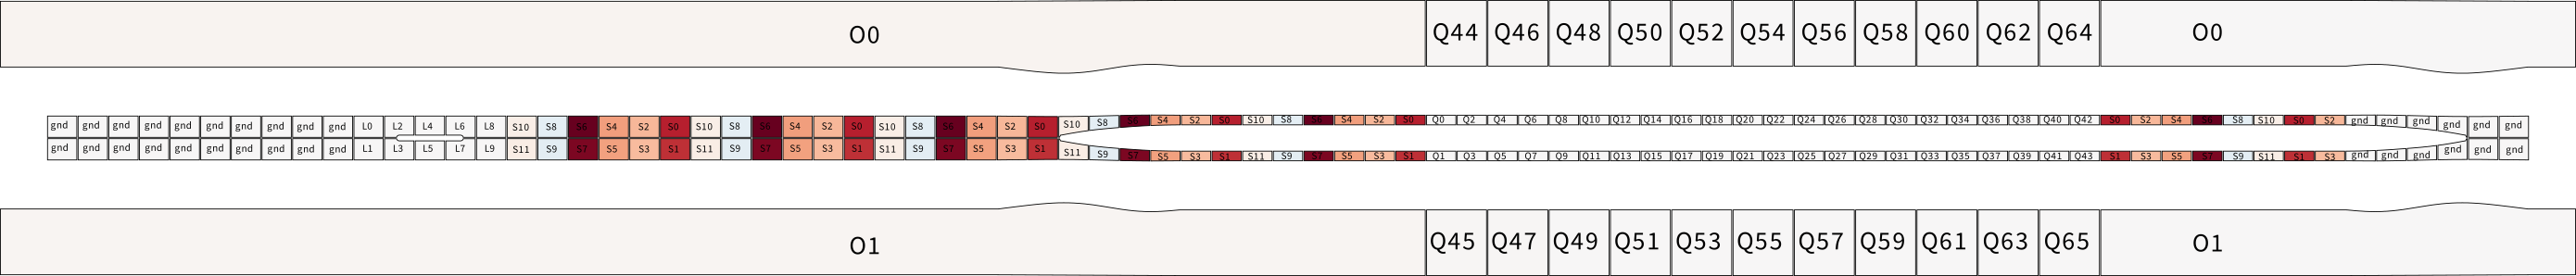 O0 Q44 Q46 Q48 Q50 Q52 Q54 Q56 Q58 Q60 Q62 Q64 O0
gnd gnd gnd gnd gnd gnd gnd gnd gnd gnd L0 L2 L4 L6 L8 S10 S8 S6 S4 S2 S0 S10 S8 S6 S4 S2 S0 S10 S8 S6 S4 S2 S0 S10 S8 S6 S4 S2 S0 S10 S8 S6 S4 S2 S0 Q0 Q2 Q4 Q6 Q8 Q10 Q12 Q14 Q16 Q18 Q20 Q22 Q24 Q26 Q28 Q30 Q32 Q34 Q36 Q38 Q40 Q42 S0 S2 S4 S6 S8 S10 S0 S2 gnd gnd gnd gnd gnd gnd
gnd gnd gnd gnd gnd gnd gnd gnd gnd gnd L1 L3 L5 L7 L9 S11 S9 S7 S5 S3 S1 S11 S9 S7 S5 S3 S1 S11 S9 S7 S5 S3 S1 S11 S9 S7 S5 S3 S1 S11 S9 S7 S5 S3 S1 Q1 Q3 Q5 Q7 Q9 Q11 Q13 Q15 Q17 Q19 Q21 Q23 Q25 Q27 Q29 Q31 Q33 Q35 Q37 Q39 Q41 Q43 S1 S3 S5 S7 S9 S11 S1 S3 gnd gnd gnd gnd gnd gnd
O1 Q45 Q47 Q49 Q51 Q53 Q55 Q57 Q59 Q61 Q63 Q65 O1